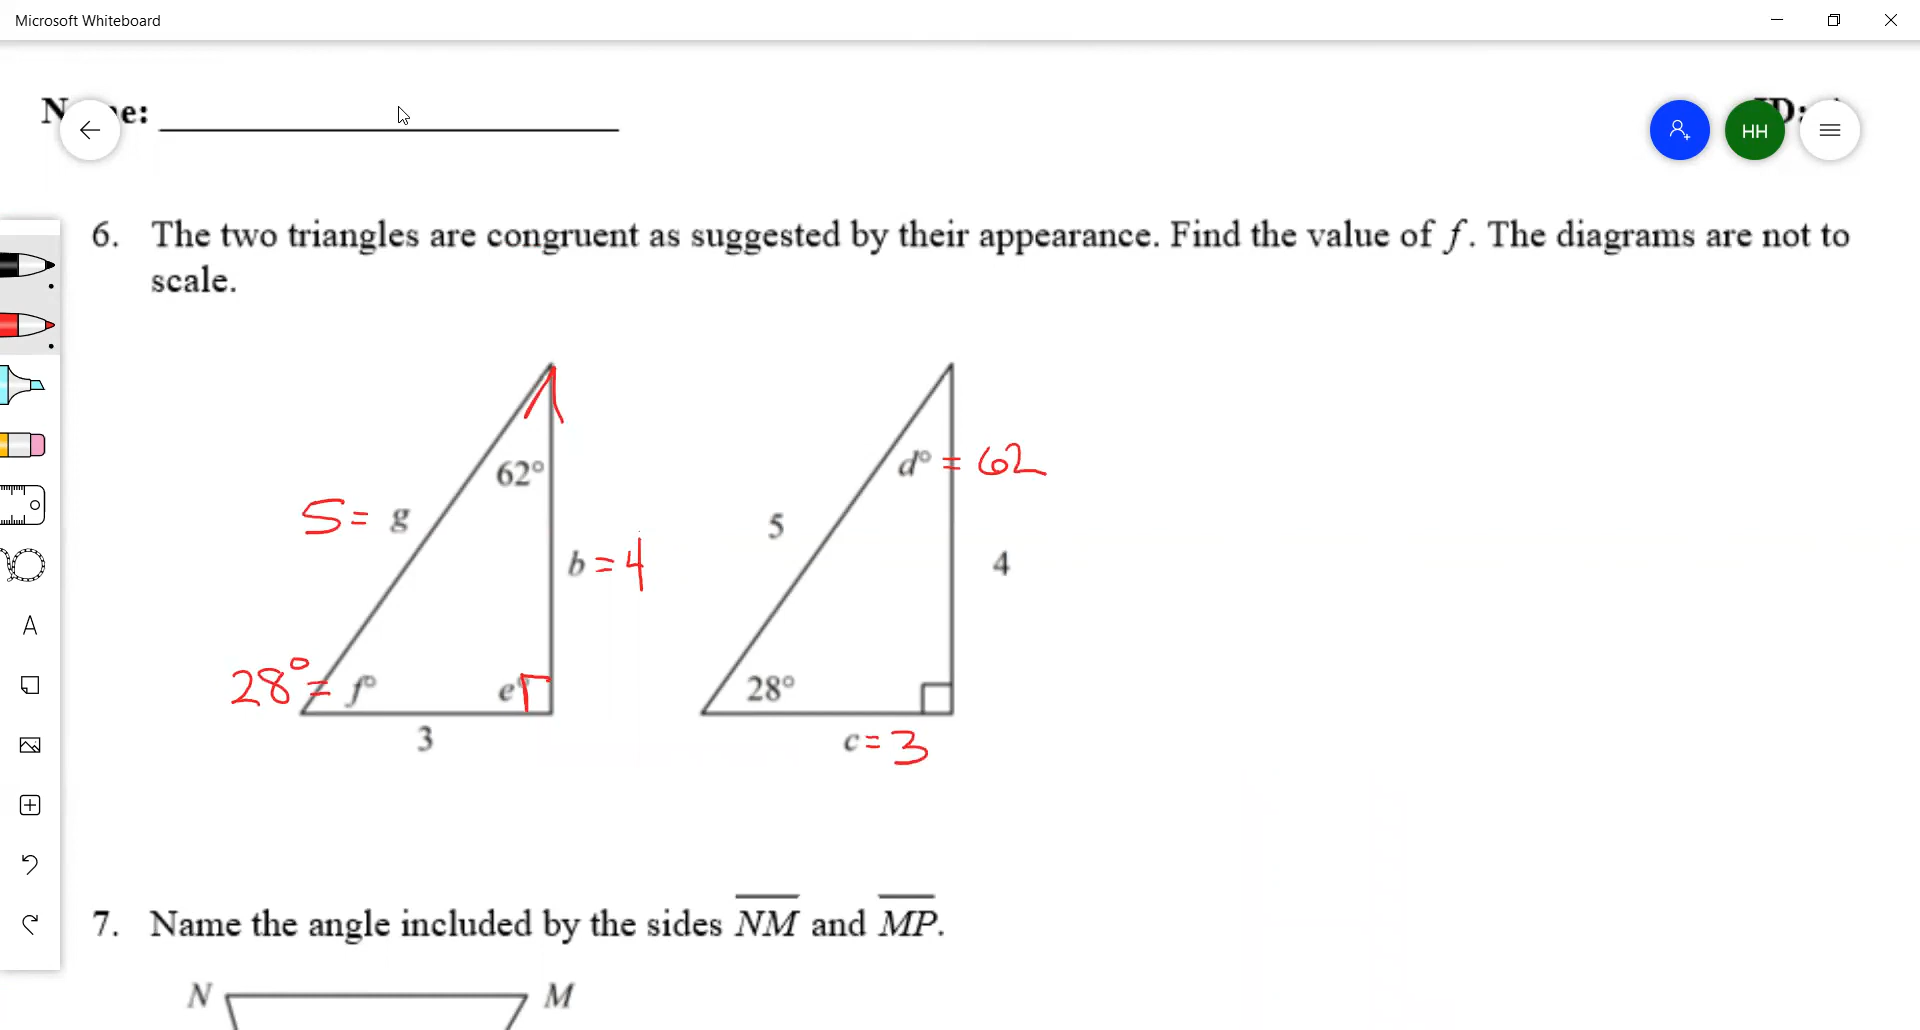 Microsoft Whiteboard
e:
HH
6. The two triangles are congruent as suggested by their appearance. Find the value of f. The diagrams are not to
scale.
62°
d° = 62
5 = g
5
b = 4
4
28° = f°
e
28°
3
c = 3
7. Name the angle included by the sides NM and MP.
N
M
A